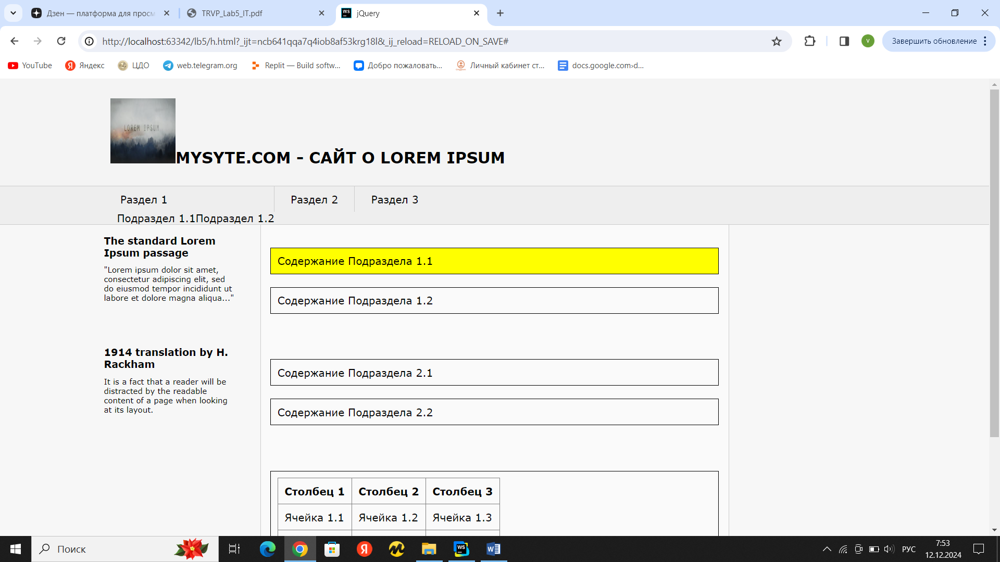 Дзен — платформа для просм
TRVP_Lab5_IT.pdf
WS
jQuery
http://localhost:63342/lb5/h.html?_ijt=ncb641qqa7q4iob8af53krg18l&_ij_reload=RELOAD_ON_SAVE#
V
Завершить обновление
YouTube
Я Яндекс
ЦДО
web.telegram.org
Replit — Build softw...
Добро пожаловать...
Личный кабинет ст...
docs.google.com›d...
LOREM IPSUM
MYSYTE.COM - САЙТ О LOREM IPSUM
Раздел 1
Раздел 2
Раздел 3
Подраздел 1.1Подраздел 1.2
The standard Lorem
Ipsum passage
"Lorem ipsum dolor sit amet,
consectetur adipiscing elit, sed
do eiusmod tempor incididunt ut
labore et dolore magna aliqua..."
1914 translation by H.
Rackham
It is a fact that a reader will be
distracted by the readable
content of a page when looking
at its layout.
Содержание Подраздела 1.1
Содержание Подраздела 1.2
Содержание Подраздела 2.1
Содержание Подраздела 2.2
Столбец 1 Столбец 2 Столбец 3
Ячейка 1.1 Ячейка 1.2 Ячейка 1.3
Поиск
Я
WS
W
РУС
7:53
12.12.2024